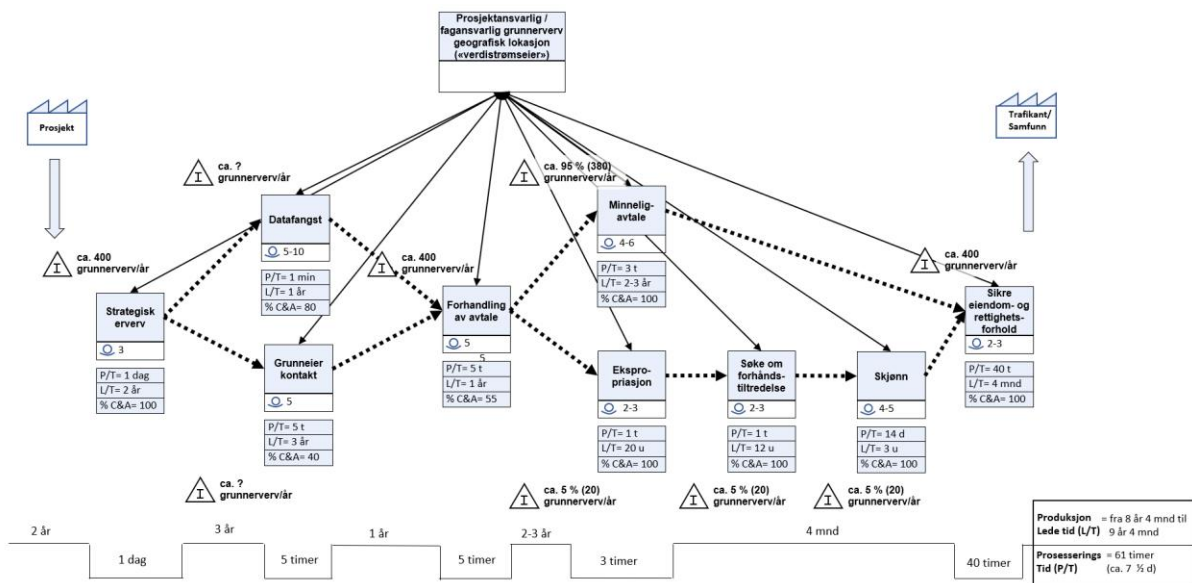 Prosjektansvarlig /
fagansvarlig grunnerverv
geografisk lokasjon
(«verdistrømseier»)
Prosjekt
Trafikant/
Samfunn
ca. ?
grunnerverv/år
ca. 95 % (380)
grunnerverv/år
ca. 400
grunnerverv/år
ca. 400
grunnerverv/år
ca. 400
grunnerverv/år
Datafangst
5-10
P/T= 1 min
L/T= 1 år
% C&A= 80
Minnelig-
avtale
4-6
P/T= 3 t
L/T= 2-3 år
% C&A= 100
Strategisk
erverv
3
P/T= 1 dag
L/T= 2 år
% C&A= 100
Forhandling
av avtale
5
5
P/T= 5 t
L/T= 1 år
% C&A= 55
Sikre
eiendom- og
rettighets-
forhold
2-3
P/T= 40 t
L/T= 4 mnd
% C&A= 100
Grunneier
kontakt
5
P/T= 5 t
L/T= 3 år
% C&A= 40
Ekspro-
priasjon
2-3
P/T= 1 t
L/T= 20 u
% C&A= 100
Søke om
forhånds-
tiltredelse
2-3
P/T= 1 t
L/T= 12 u
% C&A= 100
Skjønn
4-5
P/T= 14 d
L/T= 3 u
% C&A= 100
ca. ?
grunnerverv/år
ca. 5 % (20)
grunnerverv/år
ca. 5 % (20)
grunnerverv/år
ca. 5 % (20)
grunnerverv/år
I
I
I
I
I
I
I
I
I
2 år
1 dag
3 år
5 timer
1 år
5 timer
2-3 år
3 timer
4 mnd
40 timer
Produksjon = fra 8 år 4 mnd til
Lede tid (L/T) 9 år 4 mnd
Prosesserings = 61 timer
Tid (P/T) (ca. 7 ½ d)